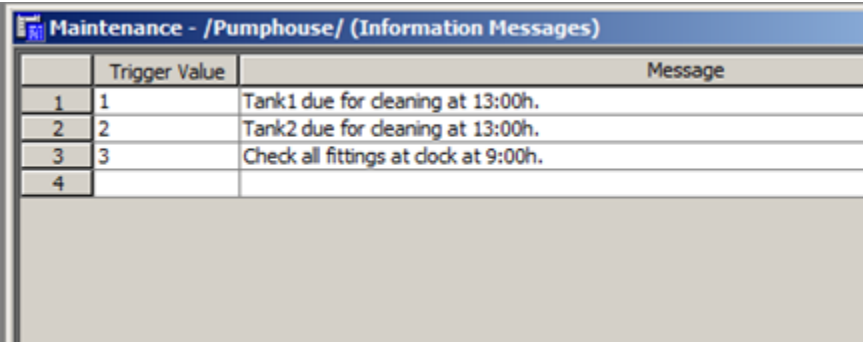 Maintenance - /Pumphouse/ (Information Messages)
Trigger Value Message
1 1 Tank1 due for cleaning at 13:00h.
2 2 Tank2 due for cleaning at 13:00h.
3 3 Check all fittings at clock at 9:00h.
4